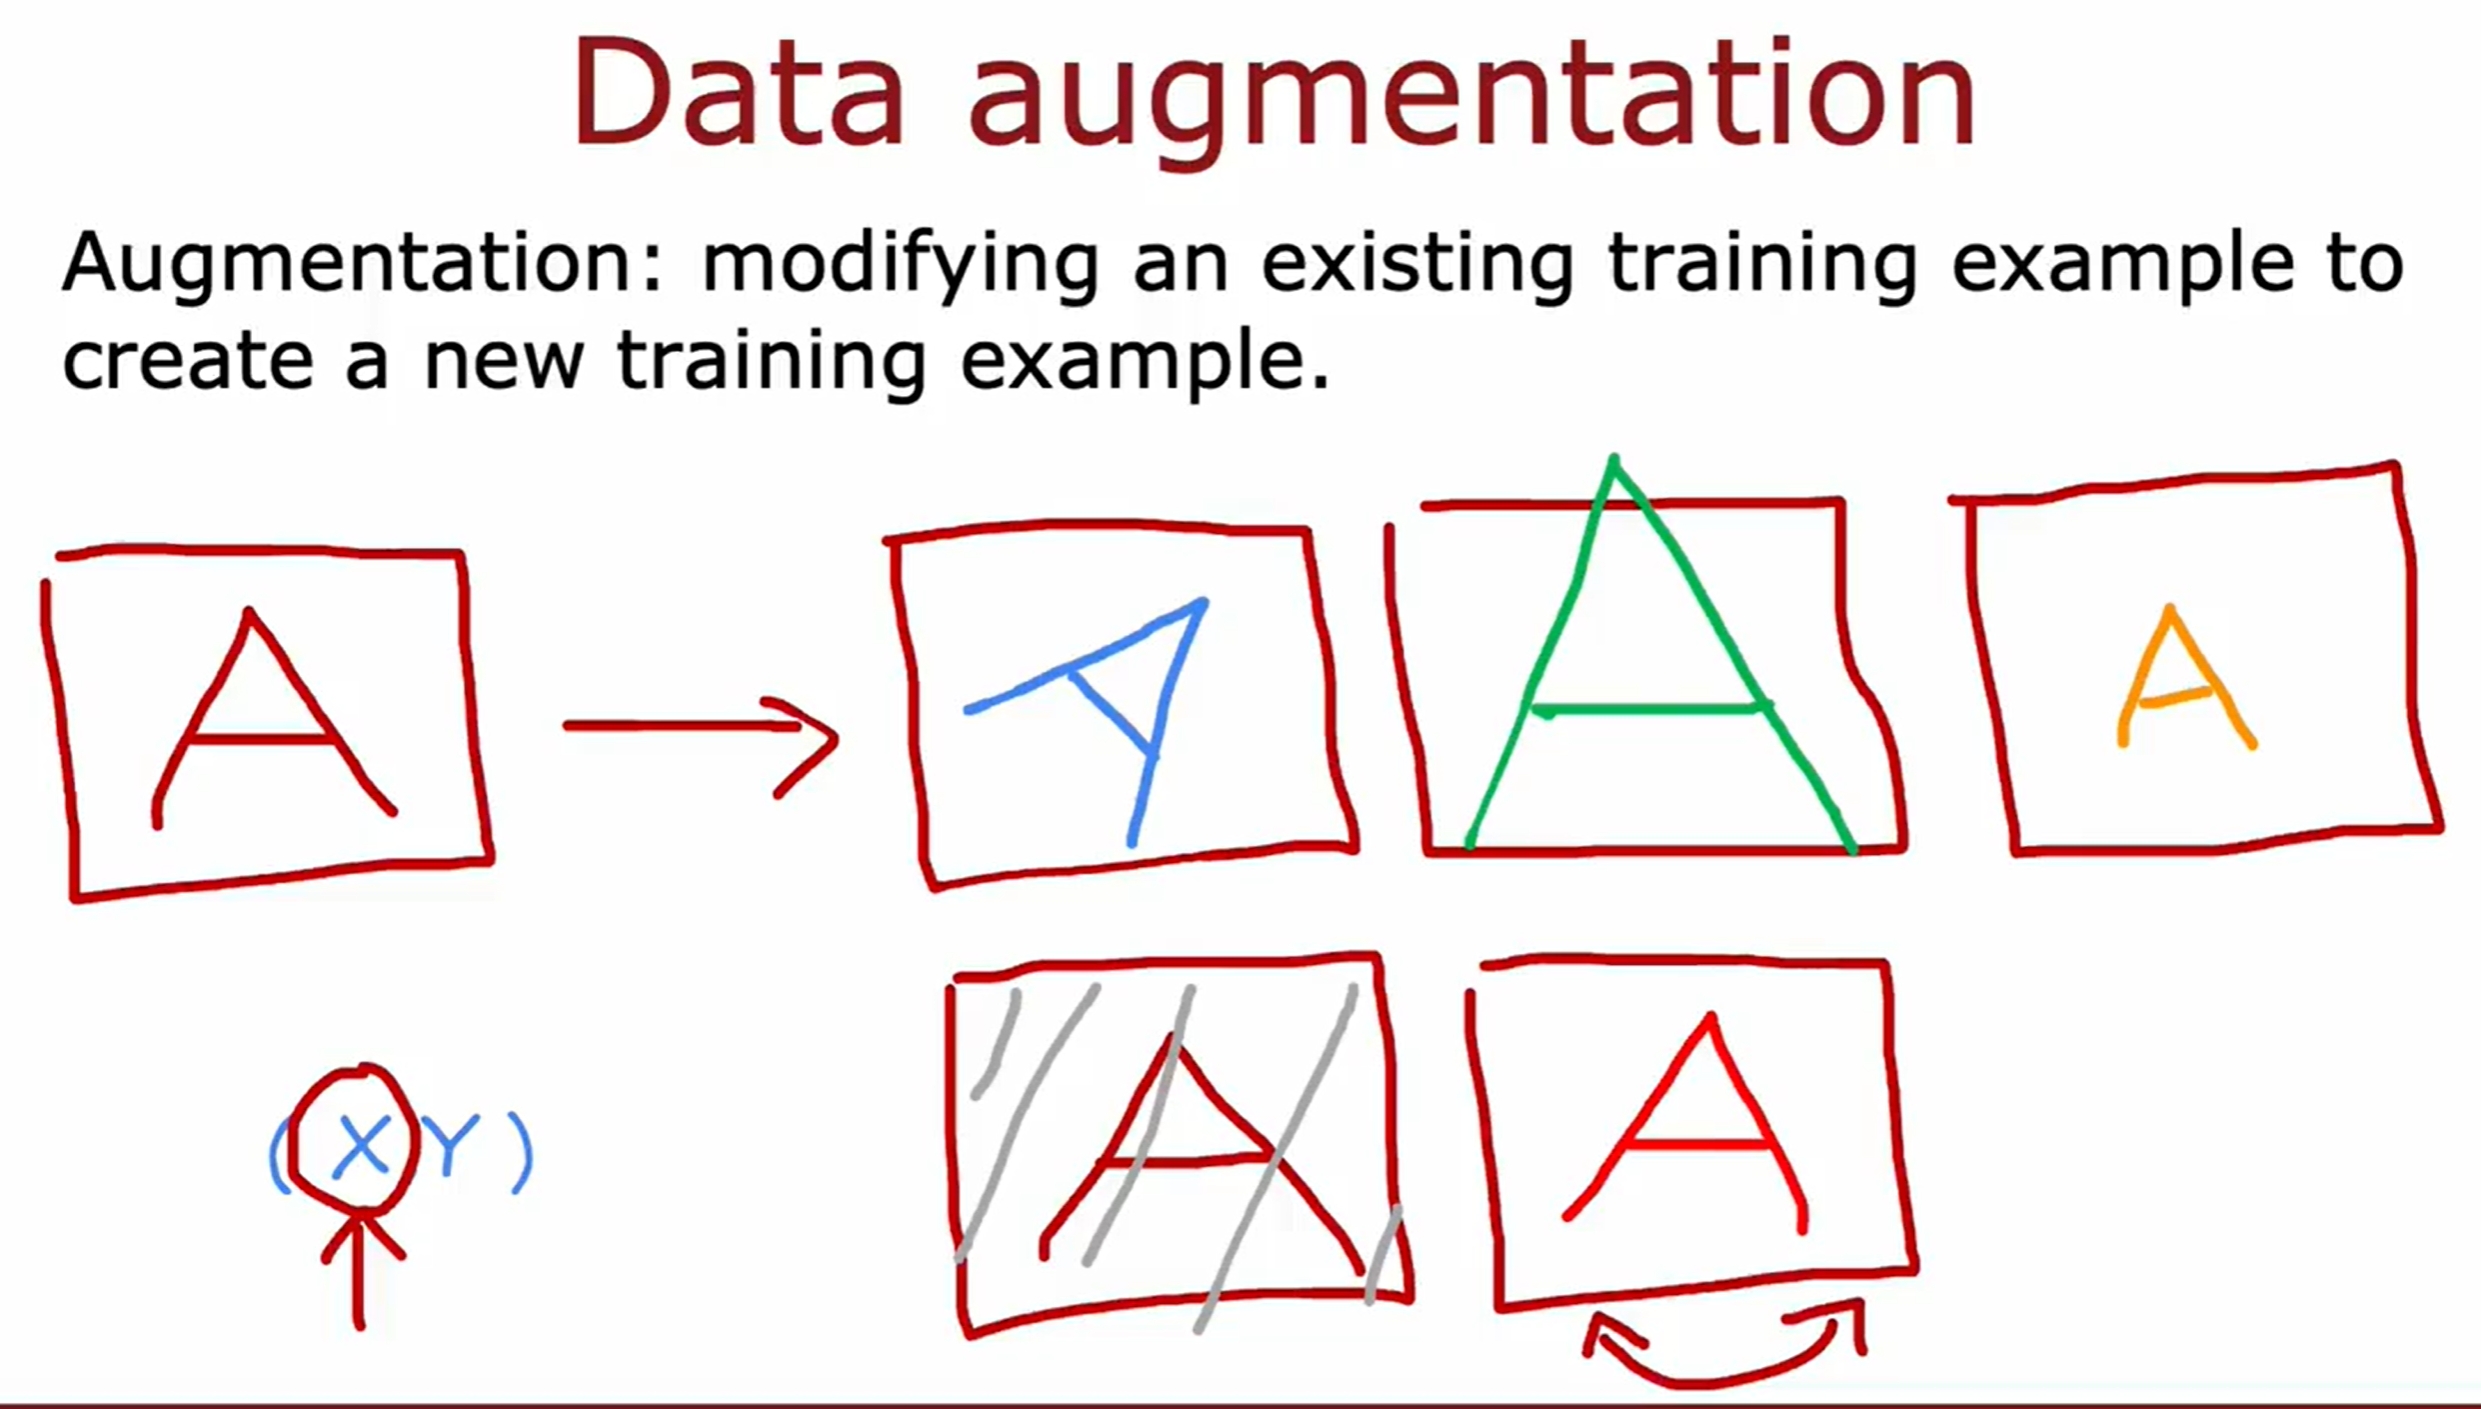 Data augmentation
Augmentation: modifying an existing training example to
create a new training example.
A
A
A
A
(X Y)
A
A